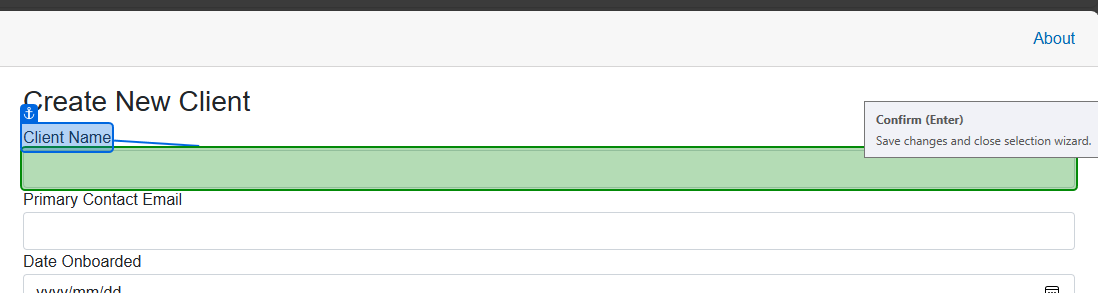 About
Create New Client
Confirm (Enter)
Client Name
Save changes and close selection wizard.
Primary Contact Email
Date Onboarded
yyyy/mm/dd